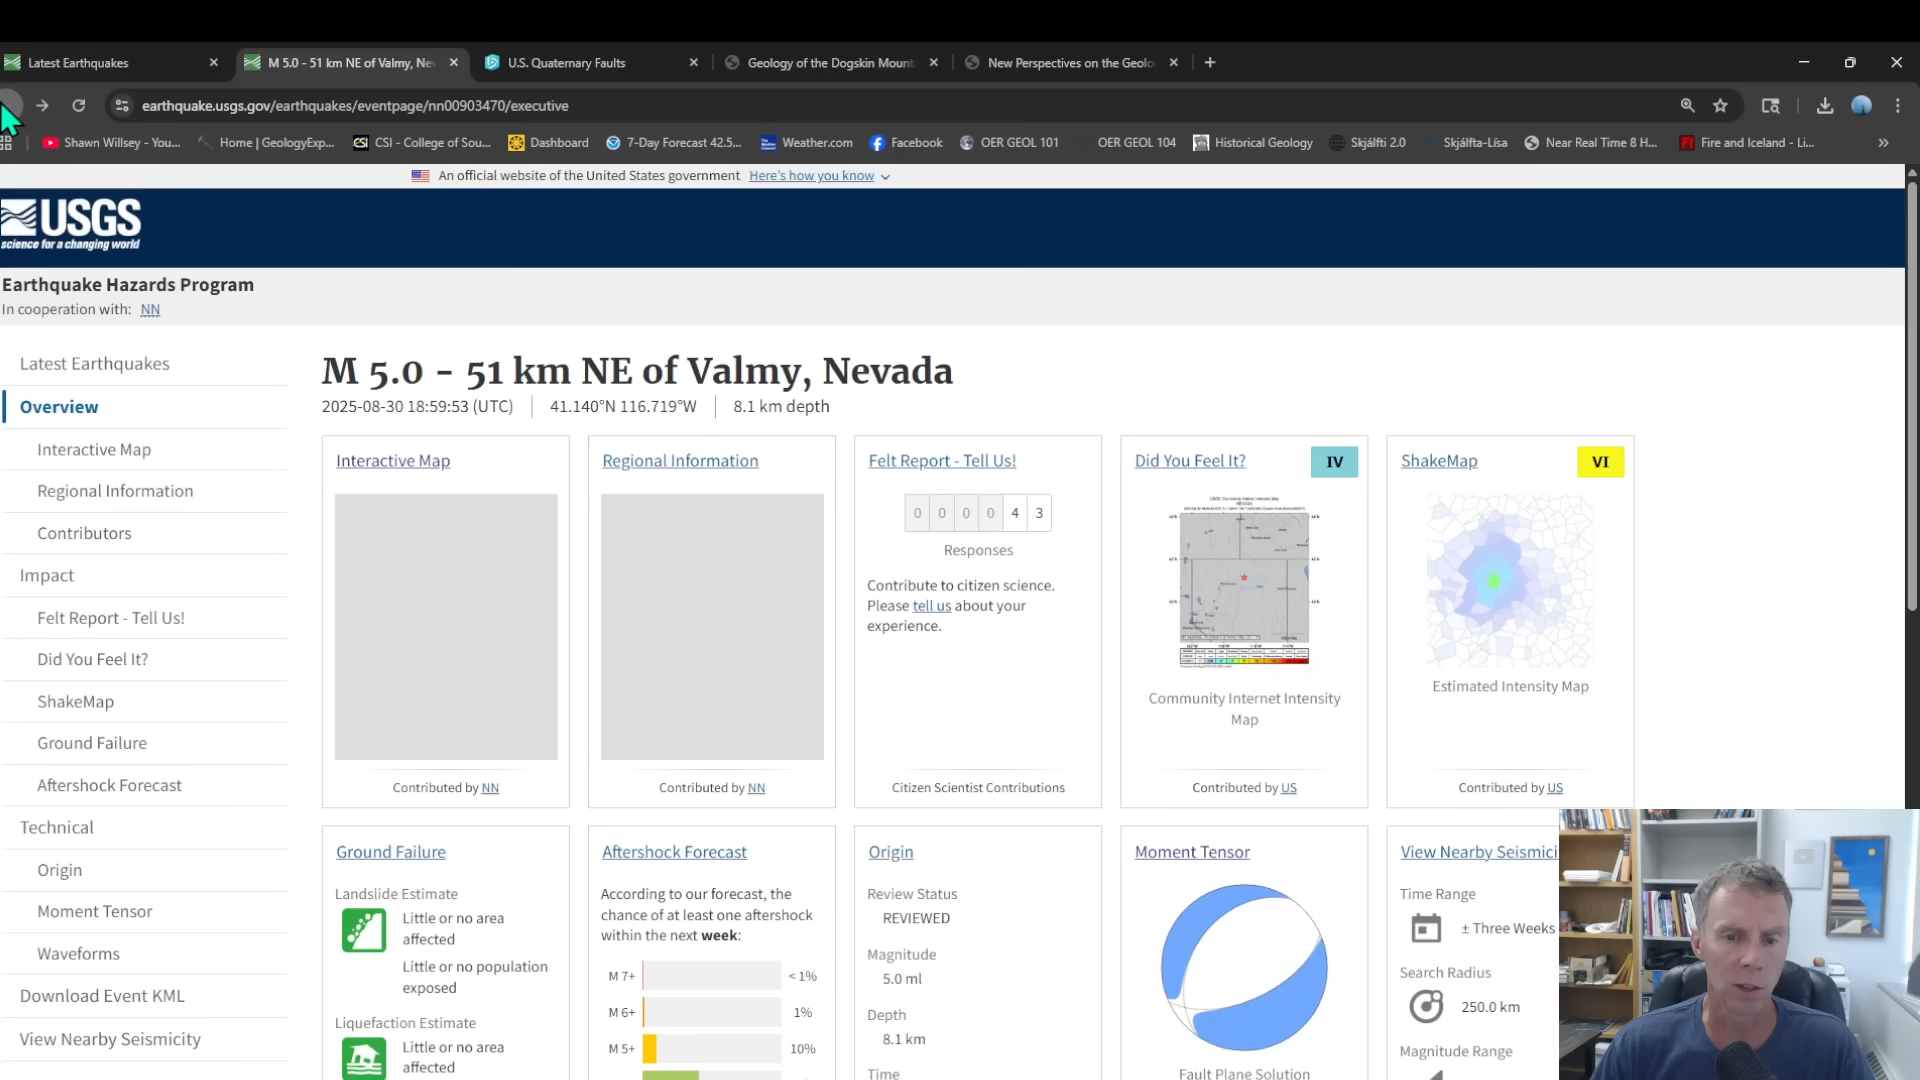 Latest Earthquakes
M 5.0 - 51 km NE of Valmy, Ne
U.S. Quaternary Faults
Geology of the Dogskin Mount
New Perspectives on the Geolo
earthquake.usgs.gov/earthquakes/eventpage/nn00903470/executive
Shawn Willsey - You...
Home | GeologyExp...
CSI - College of Sou...
Dashboard
7-Day Forecast 42.5...
Weather.com
Facebook
OER GEOL 101
OER GEOL 104
Historical Geology
Skjálfti 2.0
Skjálfta-Lísa
Near Real Time 8 H...
Fire and Iceland - Li...
An official website of the United States government Here's how you know
USGS
science for a changing world
Earthquake Hazards Program
In cooperation with: NN
Latest Earthquakes
Overview
Interactive Map
Regional Information
Contributors
Impact
Felt Report - Tell Us!
Did You Feel It?
ShakeMap
Ground Failure
Aftershock Forecast
Technical
Origin
Moment Tensor
Waveforms
Download Event KML
View Nearby Seismicity
M 5.0 - 51 km NE of Valmy, Nevada
2025-08-30 18:59:53 (UTC) 41.140°N 116.719°W 8.1 km depth
Interactive Map
Contributed by NN
Regional Information
Contributed by NN
Felt Report - Tell Us!
0 0 0 0 4 3
Responses
Contribute to citizen science.
Please tell us about your
experience.
Citizen Scientist Contributions
Did You Feel It? IV
Community Internet Intensity
Map
Contributed by US
ShakeMap VI
Estimated Intensity Map
Contributed by US
Ground Failure
Landslide Estimate
Little or no area
affected
Little or no population
exposed
Liquefaction Estimate
Little or no area
affected
Aftershock Forecast
According to our forecast, the
chance of at least one aftershock
within the next week:
M 7+ < 1%
M 6+ 1%
M 5+ 10%
Origin
Review Status
REVIEWED
Magnitude
5.0 ml
Depth
8.1 km
Time
Moment Tensor
Fault Plane Solution
View Nearby Seismici
Time Range
± Three Weeks
Search Radius
250.0 km
Magnitude Range